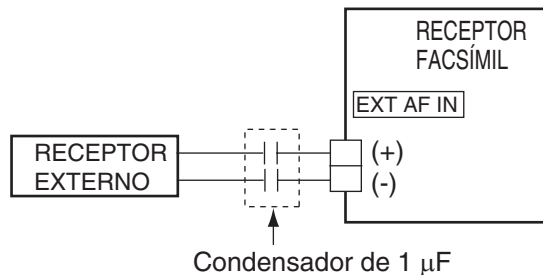 RECEPTOR
FACSÍMIL
EXT AF IN
RECEPTOR
EXTERNO
(+)
(-)
Condensador de 1 μF